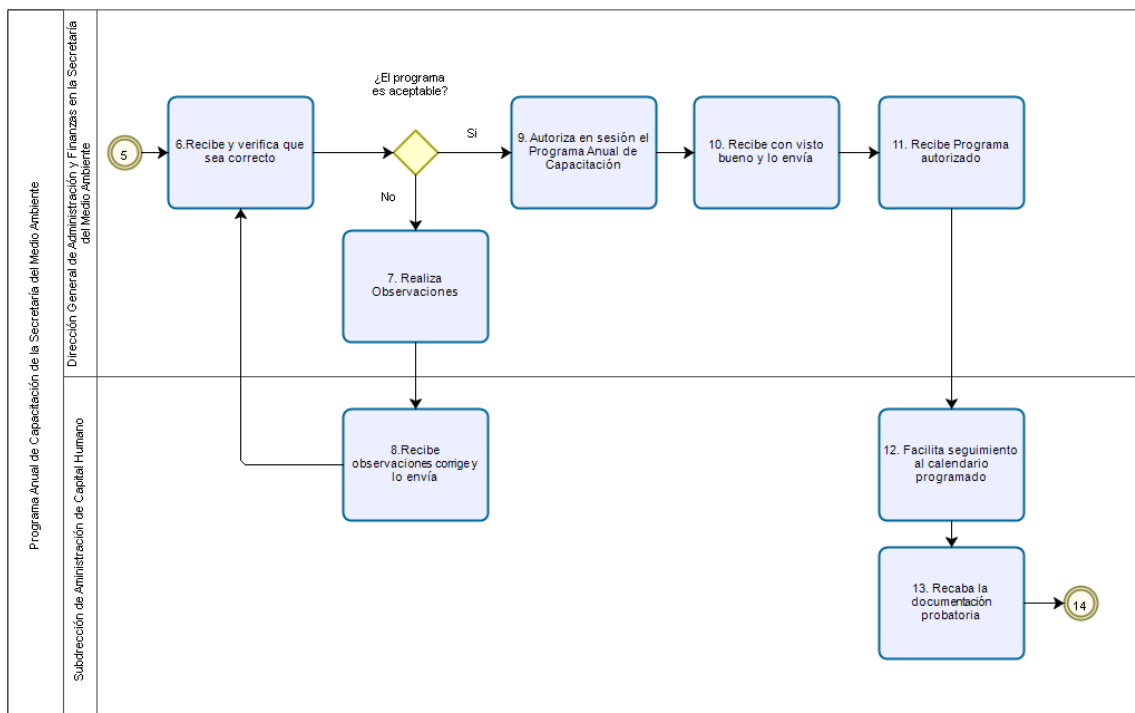 Programa Anual de Capacitación de la Secretaría del Medio Ambiente
Dirección General de Administración y Finanzas en la Secretaría
del Medio Ambiente
5
6.Recibe y verifica que
sea correcto
¿El programa
es aceptable?
Si
No
9. Autoriza en sesión el
Programa Anual de
Capacitación
10. Recibe con visto
bueno y lo envía
11. Recibe Programa
autorizado
7. Realiza
Observaciones
Subdrección de Aministración de Capital Humano
8.Recibe
observaciones corrige y
lo envía
12. Facilita seguimiento
al calendario
programado
13. Recaba la
documentación
probatoria
14